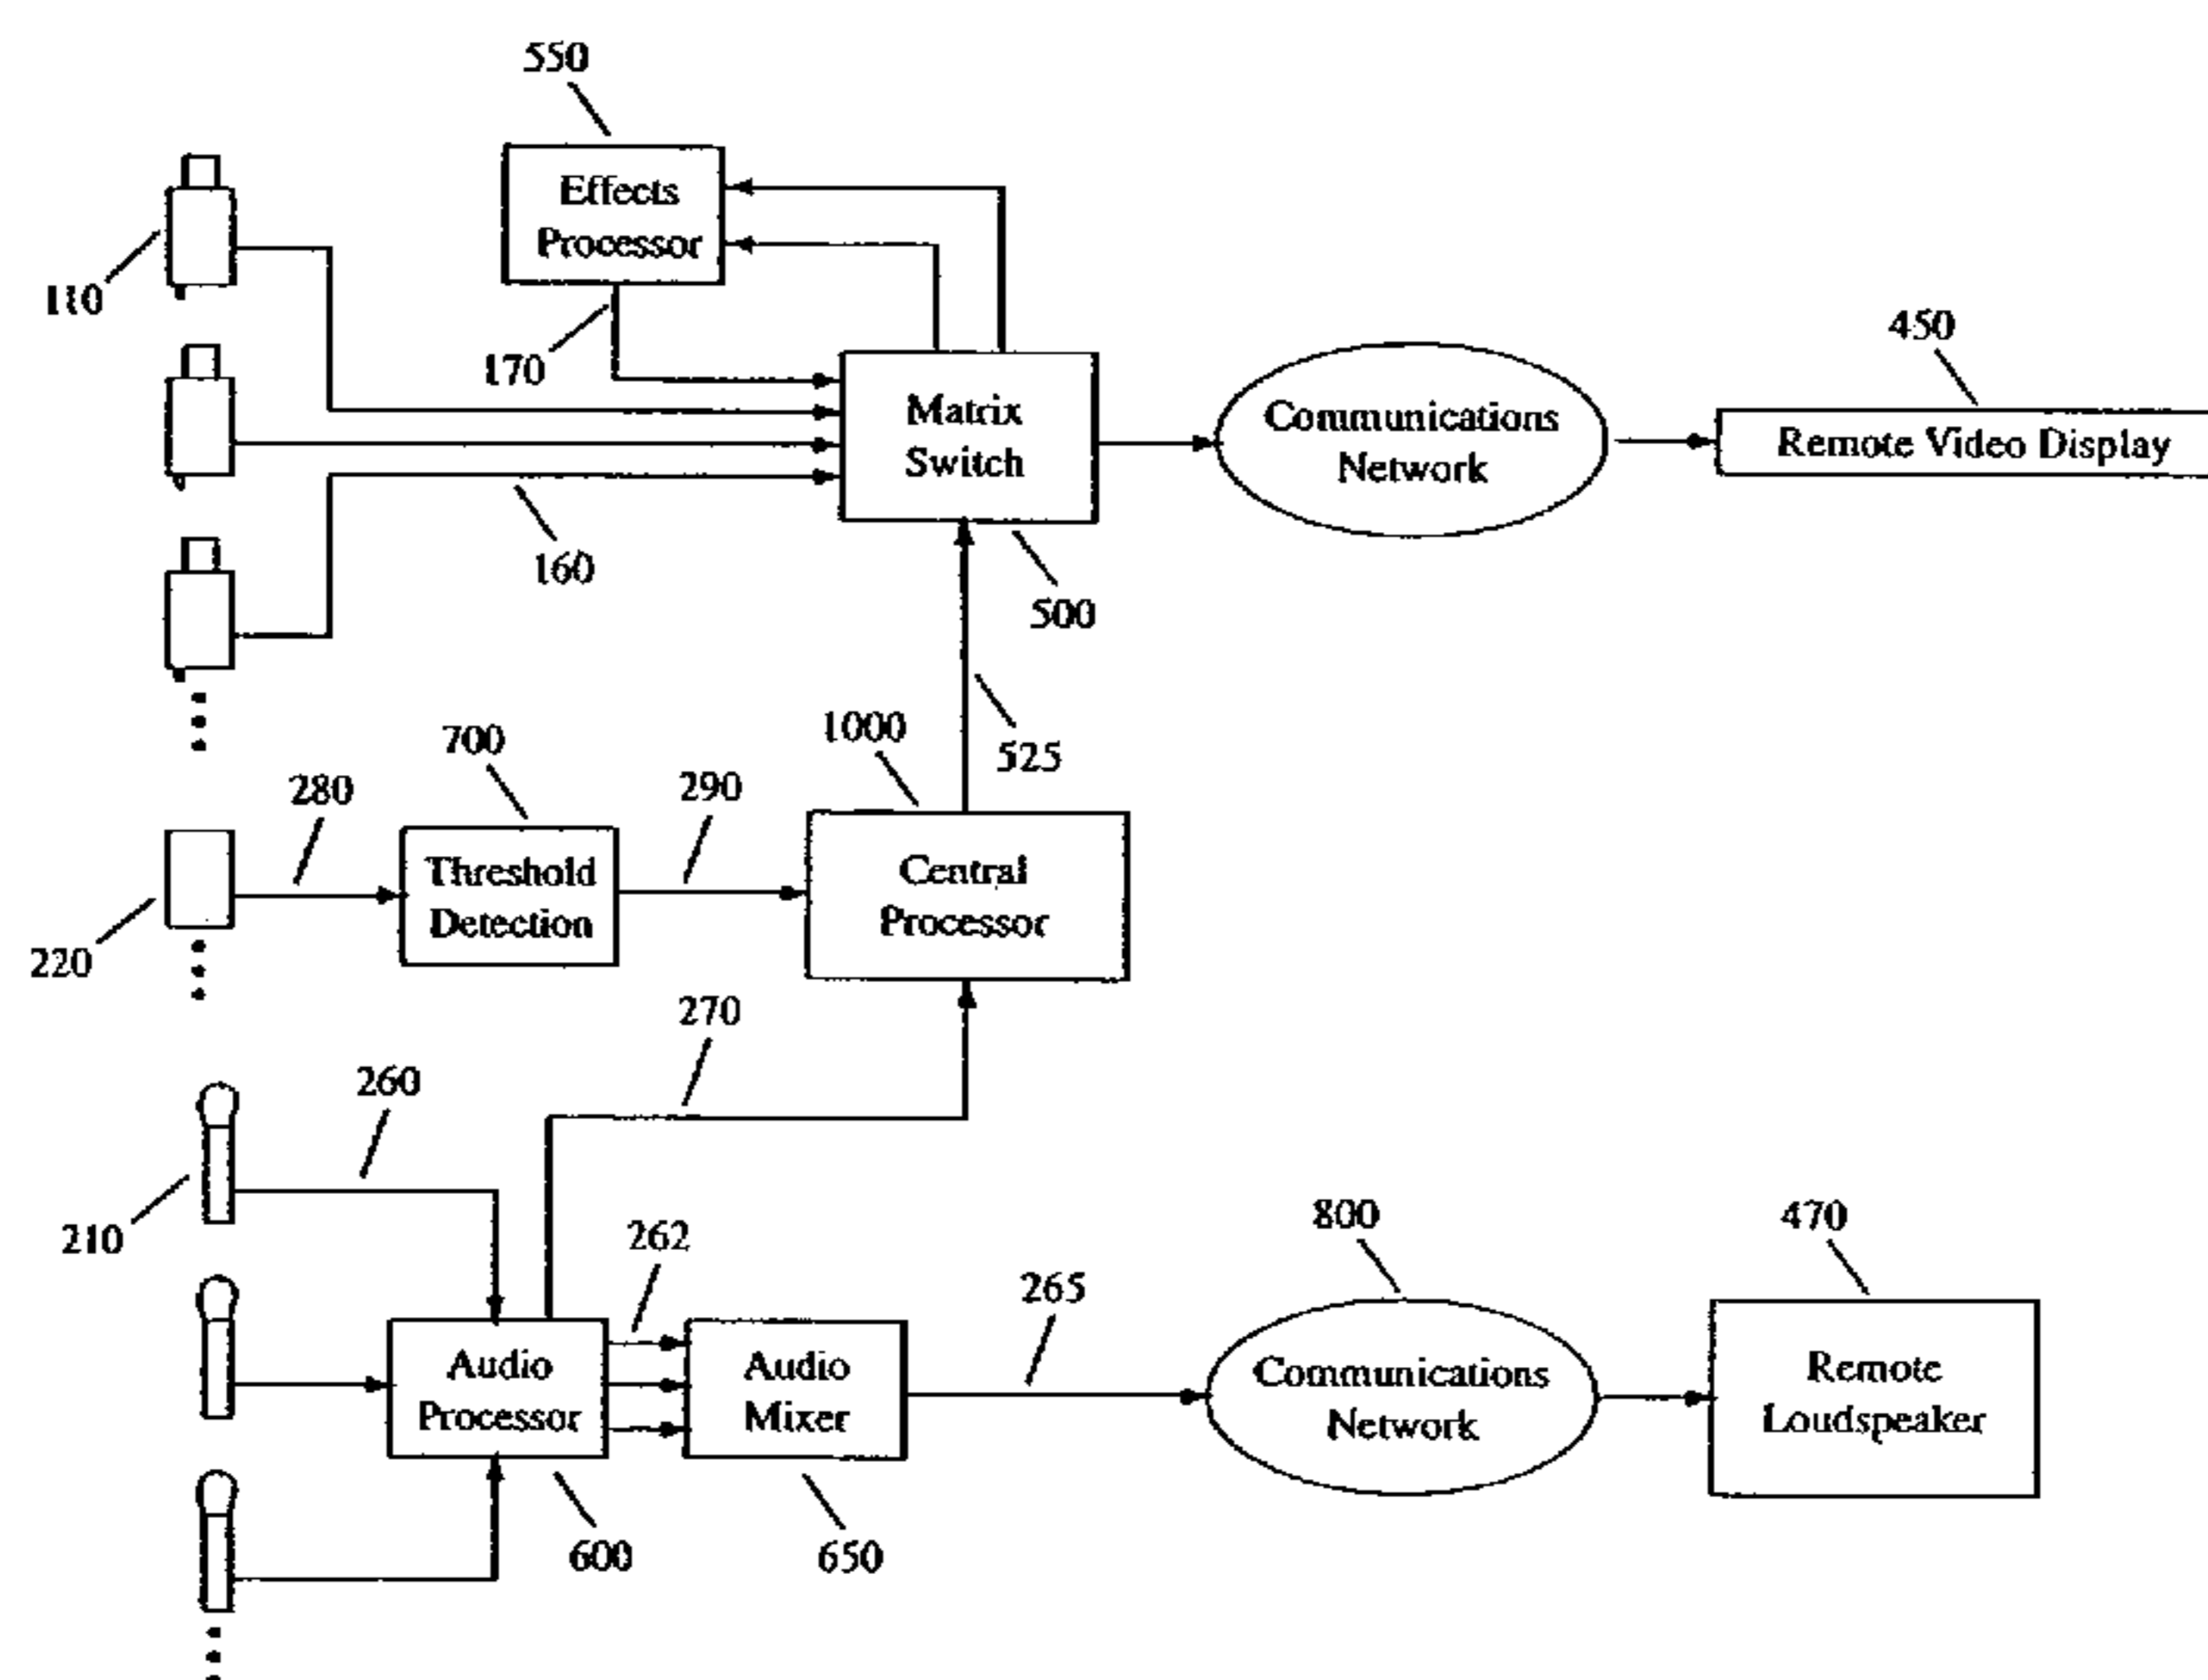 550
Effects
Processor
110
170
450
Matrix
Switch
Communications
Network
Remote Video Display
160
500
700
1000
525
280
290
Threshold
Detection
Central
Processor
220
270
260
210
262
265
800
470
Audio
Processor
Audio
Mixer
Communications
Network
Remote
Loudspeaker
600
650